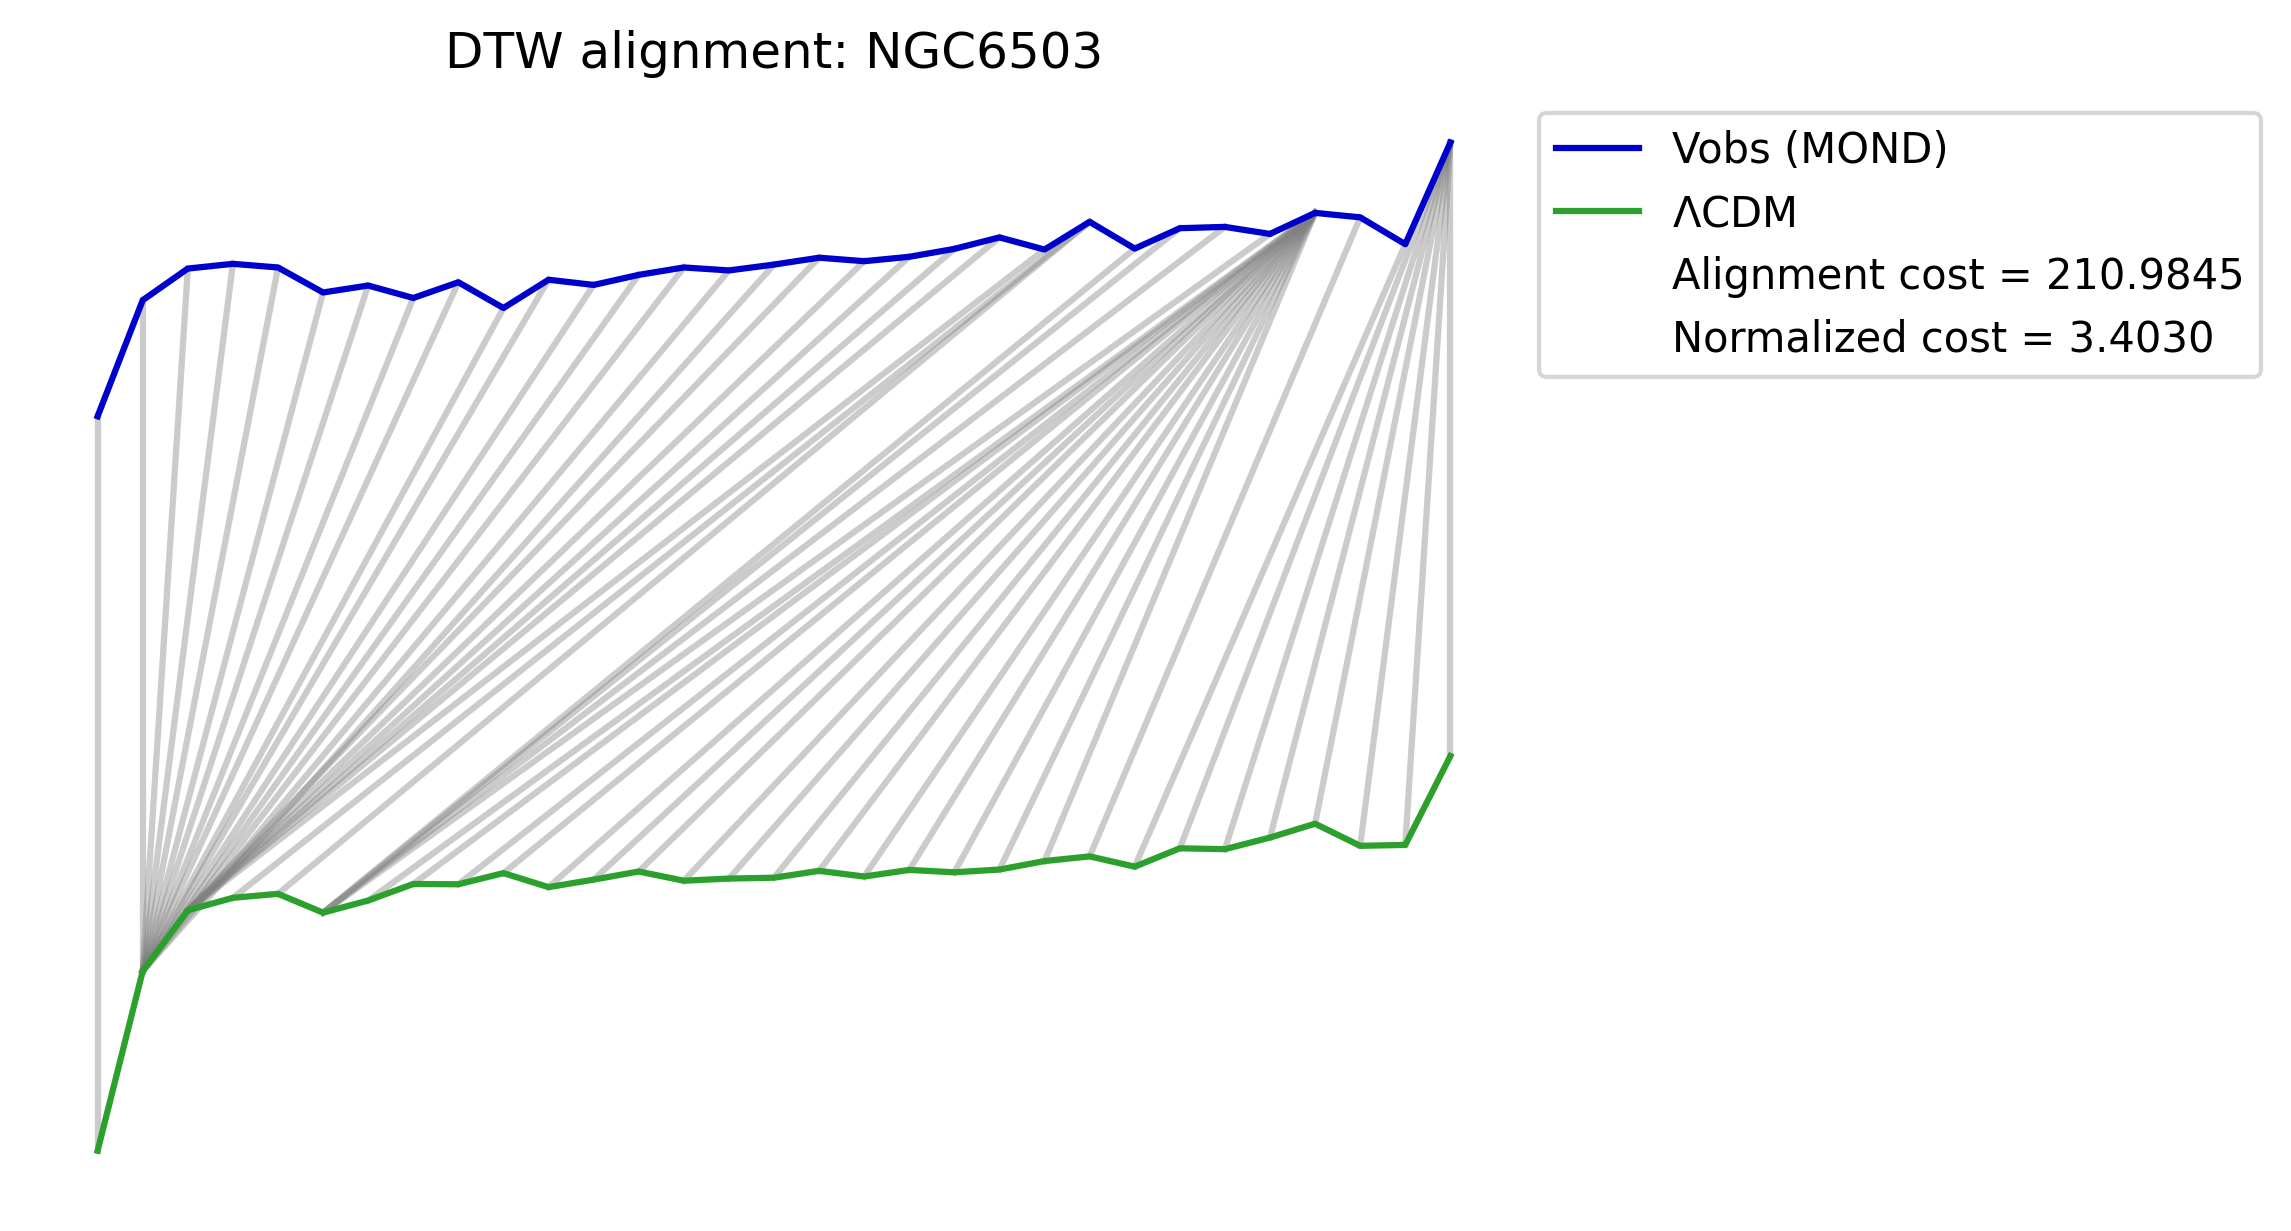 DTW alignment: NGC6503
Vobs (MOND)
ΛCDM
Alignment cost = 210.9845
Normalized cost = 3.4030